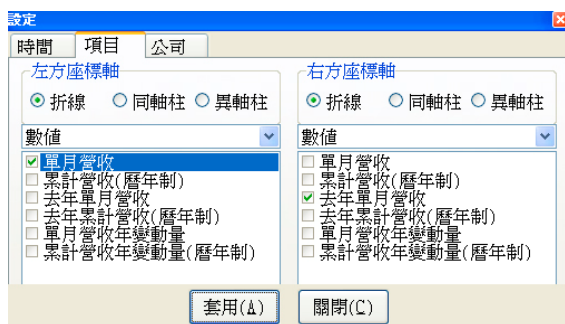 設定
時間 項目 公司
左方座標軸
折線 同軸柱 異軸柱
數值
單月營收
累計營收(曆年制)
去年單月營收
去年累計營收(曆年制)
單月營收年變動量
累計營收年變動量(曆年制)
右方座標軸
折線 同軸柱 異軸柱
數值
單月營收
累計營收(曆年制)
去年單月營收
去年累計營收(曆年制)
單月營收年變動量
累計營收年變動量(曆年制)
套用(A) 關閉(C)